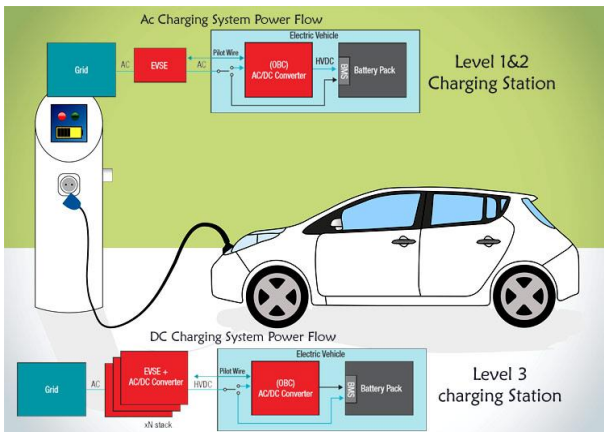 Ac Charging System Power Flow
Electric Vehicle
Pilot Wire
Grid
AC
EVSE
AC
(OBC)
AC/DC Converter
HVDC
BMS
Battery Pack
Level 1&2
Charging Station
DC Charging System Power Flow
Electric Vehicle
Pilot Wire
Grid
AC
EVSE +
AC/DC Converter
HVDC
(OBC)
AC/DC Converter
BMS
Battery Pack
xN stack
Level 3
charging Station